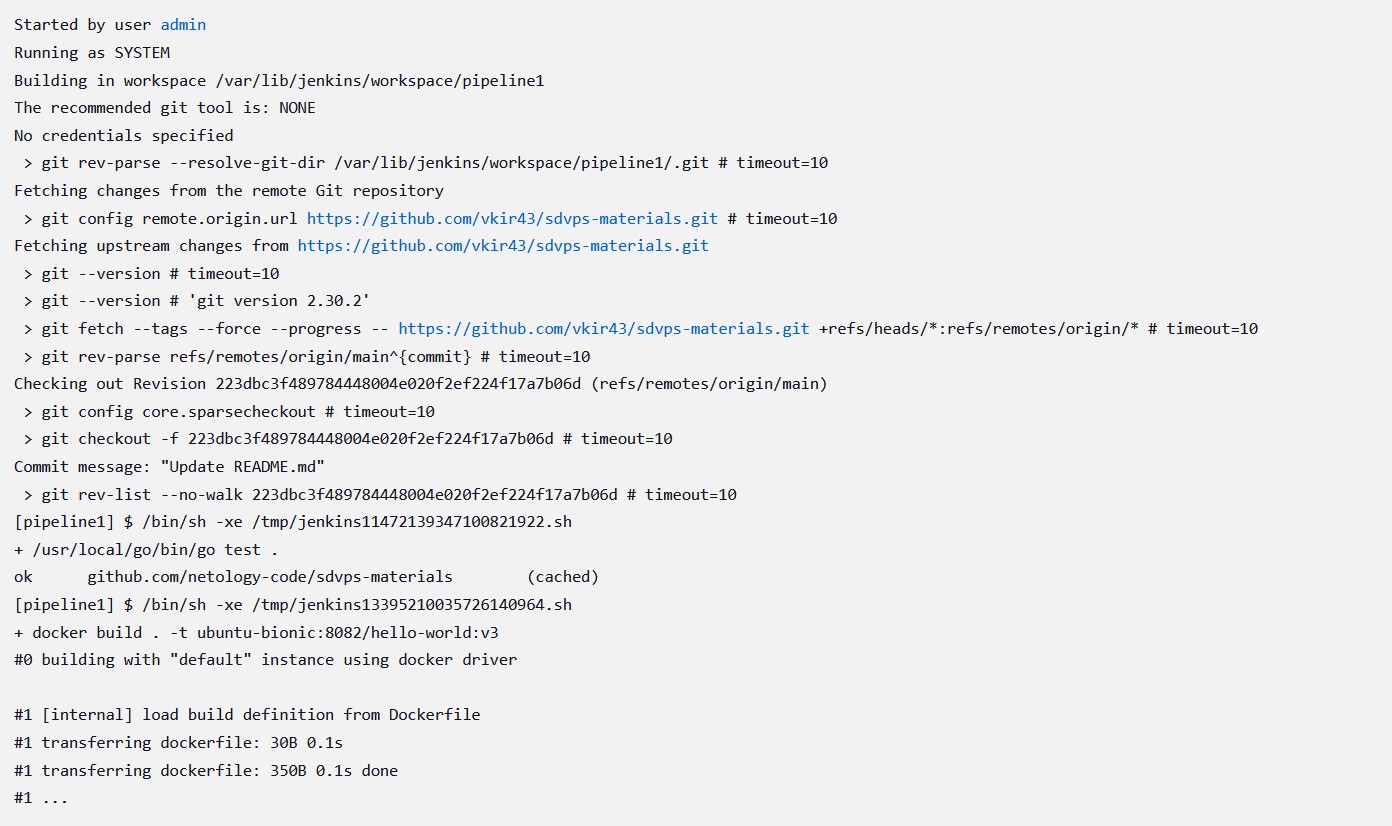 Started by user admin
Running as SYSTEM
Building in workspace /var/lib/jenkins/workspace/pipeline1
The recommended git tool is: NONE
No credentials specified
 > git rev-parse --resolve-git-dir /var/lib/jenkins/workspace/pipeline1/.git # timeout=10
Fetching changes from the remote Git repository
 > git config remote.origin.url https://github.com/vkir43/sdvps-materials.git # timeout=10
Fetching upstream changes from https://github.com/vkir43/sdvps-materials.git
 > git --version # timeout=10
 > git --version # 'git version 2.30.2'
 > git fetch --tags --force --progress -- https://github.com/vkir43/sdvps-materials.git +refs/heads/*:refs/remotes/origin/* # timeout=10
 > git rev-parse refs/remotes/origin/main^{commit} # timeout=10
Checking out Revision 223dbc3f489784448004e020f2ef224f17a7b06d (refs/remotes/origin/main)
 > git config core.sparsecheckout # timeout=10
 > git checkout -f 223dbc3f489784448004e020f2ef224f17a7b06d # timeout=10
Commit message: "Update README.md"
 > git rev-list --no-walk 223dbc3f489784448004e020f2ef224f17a7b06d # timeout=10
[pipeline1] $ /bin/sh -xe /tmp/jenkins11472139347100821922.sh
+ /usr/local/go/bin/go test .
ok      github.com/netology-code/sdvps-materials        (cached)
[pipeline1] $ /bin/sh -xe /tmp/jenkins13395210035726140964.sh
+ docker build . -t ubuntu-bionic:8082/hello-world:v3
#0 building with "default" instance using docker driver
#1 [internal] load build definition from Dockerfile
#1 transferring dockerfile: 30B 0.1s
#1 transferring dockerfile: 350B 0.1s done
#1 ...